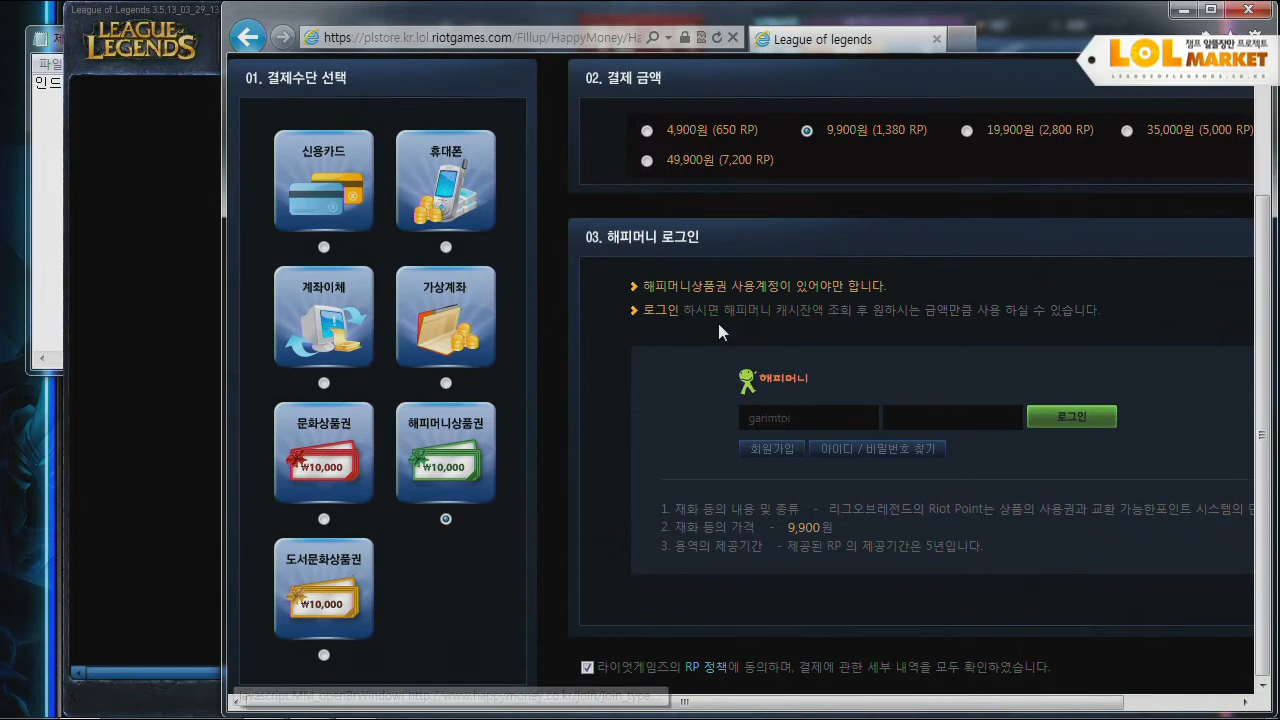 League of Legends 3.5.13_03_29_13
LEAGUE OF
LEGENDS
파일
인드
https://plstore.kr.lol.riotgames.com/Fillup/HappyMoney/Ha
League of legends
챔프 알뜰장만 프로젝트
LOL MARKET
LEAGUEOFLEGENDS.CO.KR
01. 결제수단 선택
신용카드
휴대폰
계좌이체
가상계좌
문화상품권
₩10,000
해피머니상품권
₩10,000
도서문화상품권
₩10,000
02. 결제 금액
4,900원 (650 RP)
9,900원 (1,380 RP)
19,900원 (2,800 RP)
35,000원 (5,000 RP)
49,900원 (7,200 RP)
03. 해피머니 로그인
해피머니상품권 사용계정이 있어야만 합니다.
로그인 하시면 해피머니 캐시잔액 조회 후 원하시는 금액만큼 사용 하실 수 있습니다.
해피머니
garimtoi
로그인
회원가입
아이디 / 비밀번호 찾기
1. 재화 등의 내용 및 종류 - 리그오브레전드의 Riot Point는 상품의 사용권과 교환 가능한포인트 시스템의
2. 재화 등의 가격 - 9,900원
3. 용역의 제공기간 - 제공된 RP 의 제공기간은 5년입니다.
라이엇게임즈의 RP 정책에 동의하며, 결제에 관한 세부 내역을 모두 확인하였습니다.
javascript:MM_openBrWindow('http://www.happymoney.co.kr/join/join_type...